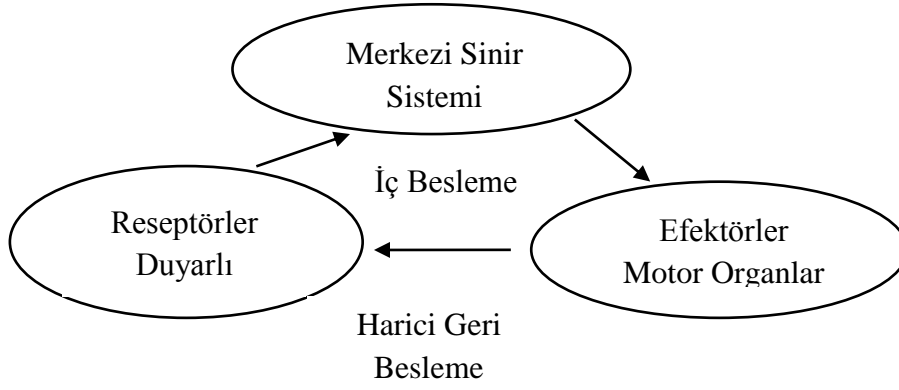 Merkezi Sinir
Sistemi
İç Besleme
Reseptörler
Duyarlı
Efektörler
Motor Organlar
Harici Geri
Besleme